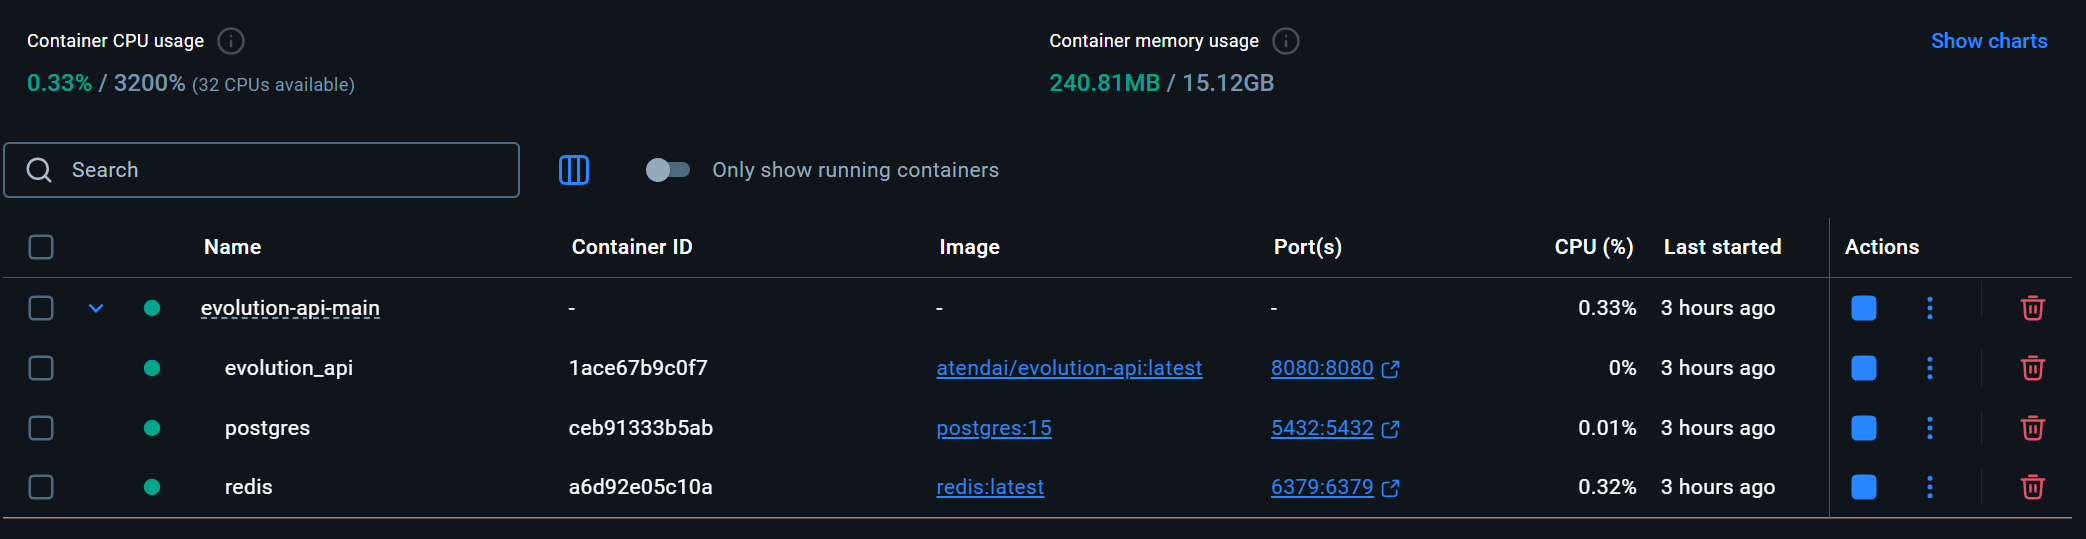 Container CPU usage
Container memory usage
Show charts
0.33% / 3200% (32 CPUs available)
240.81MB / 15.12GB
Search
Only show running containers
Name Container ID Image Port(s) CPU (%) Last started Actions
evolution-api-main - - - 0.33% 3 hours ago
evolution_api 1ace67b9c0f7 atendai/evolution-api:latest 8080:8080 0% 3 hours ago
postgres ceb91333b5ab postgres:15 5432:5432 0.01% 3 hours ago
redis a6d92e05c10a redis:latest 6379:6379 0.32% 3 hours ago